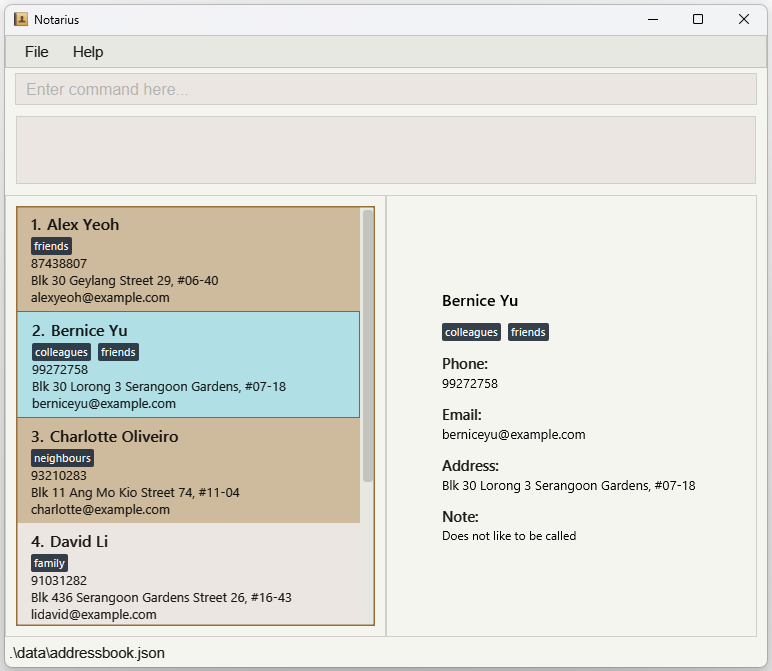 Notarius
File Help
Enter command here...
1. Alex Yeoh
friends
87438807
Blk 30 Geylang Street 29, #06-40
alexyeoh@example.com
2. Bernice Yu
colleagues friends
99272758
Blk 30 Lorong 3 Serangoon Gardens, #07-18
berniceyu@example.com
3. Charlotte Oliveiro
neighbours
93210283
Blk 11 Ang Mo Kio Street 74, #11-04
charlotte@example.com
4. David Li
family
91031282
Blk 436 Serangoon Gardens Street 26, #16-43
lidavid@example.com
Bernice Yu
colleagues friends
Phone:
99272758
Email:
berniceyu@example.com
Address:
Blk 30 Lorong 3 Serangoon Gardens, #07-18
Note:
Does not like to be called
.\data\addressbook.json